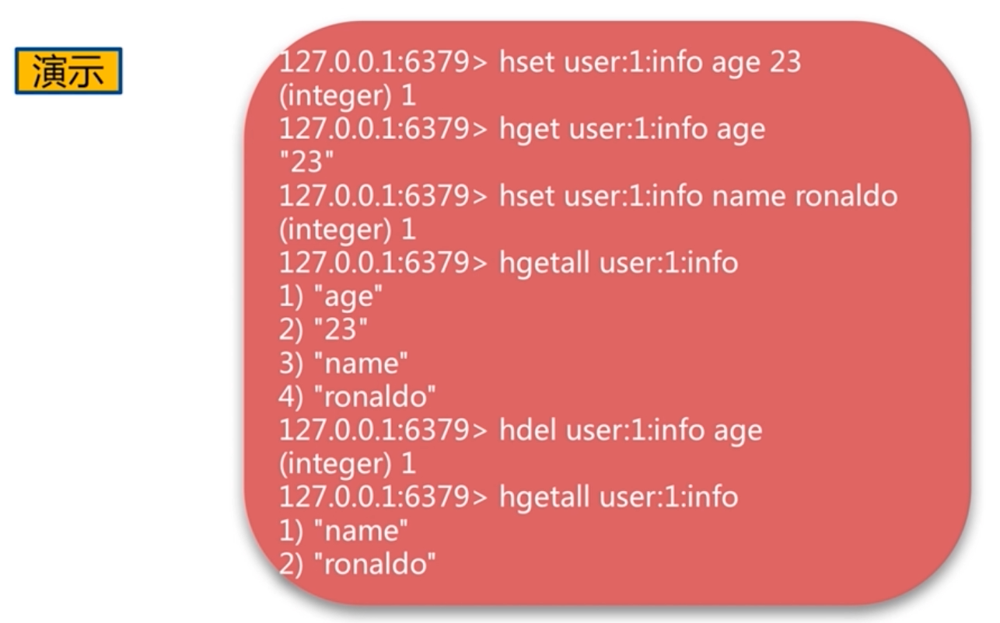 演示
127.0.0.1:6379> hset user:1:info age 23
(integer) 1
127.0.0.1:6379> hget user:1:info age
"23"
127.0.0.1:6379> hset user:1:info name ronaldo
(integer) 1
127.0.0.1:6379> hgetall user:1:info
1) "age"
2) "23"
3) "name"
4) "ronaldo"
127.0.0.1:6379> hdel user:1:info age
(integer) 1
127.0.0.1:6379> hgetall user:1:info
1) "name"
2) "ronaldo"